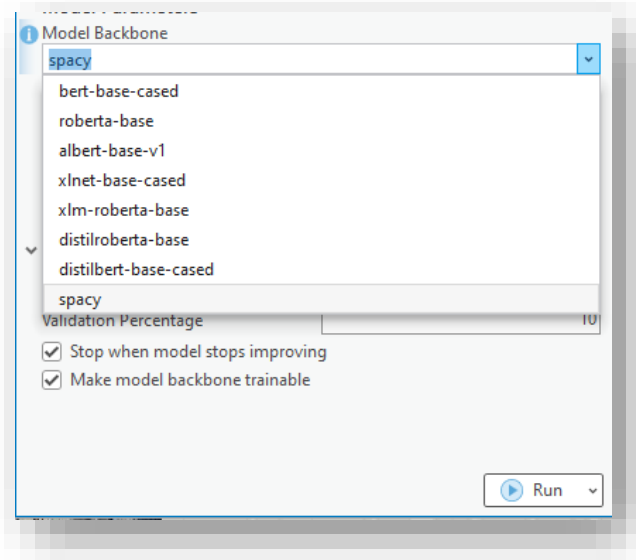 Model Backbone
spacy
bert-base-cased
roberta-base
albert-base-v1
xlnet-base-cased
xlm-roberta-base
distilroberta-base
distilbert-base-cased
spacy
Validation Percentage 10
Stop when model stops improving
Make model backbone trainable
Run